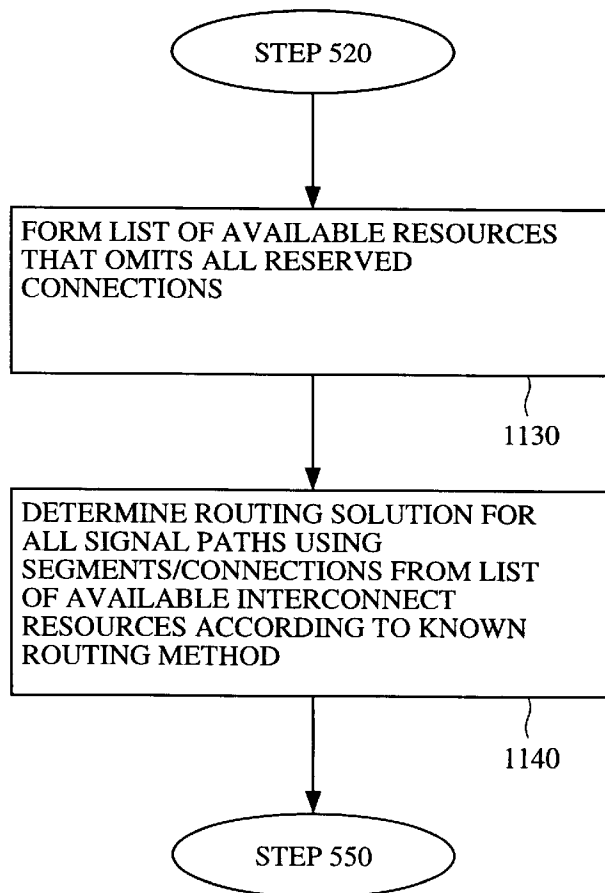 STEP 520
FORM LIST OF AVAILABLE RESOURCES
THAT OMITS ALL RESERVED
CONNECTIONS
1130
DETERMINE ROUTING SOLUTION FOR
ALL SIGNAL PATHS USING
SEGMENTS/CONNECTIONS FROM LIST
OF AVAILABLE INTERCONNECT
RESOURCES ACCORDING TO KNOWN
ROUTING METHOD
1140
STEP 550